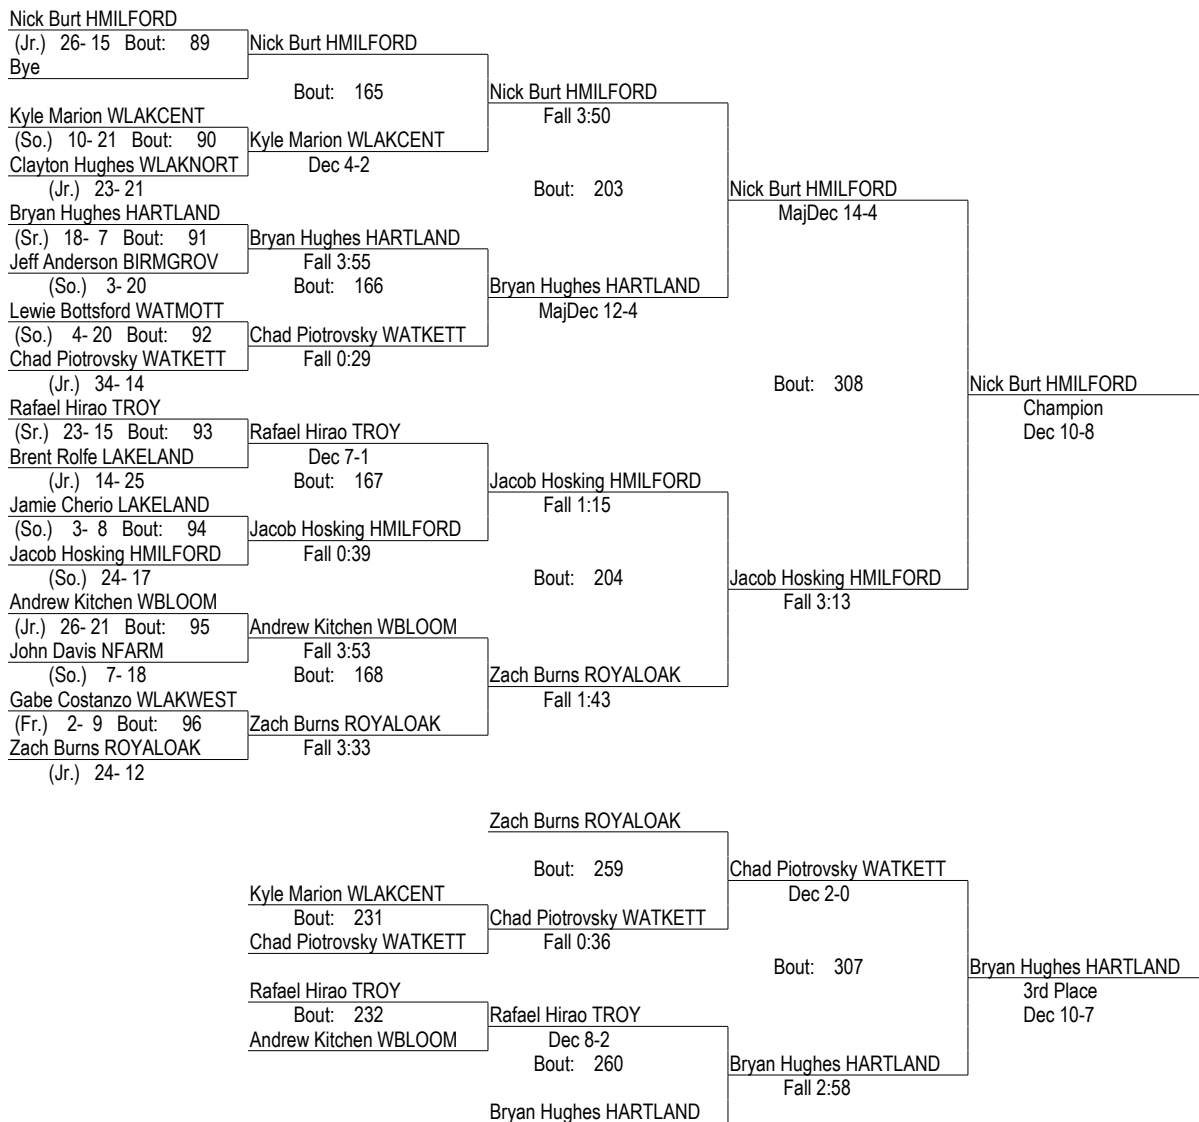 Nick Burt HMILFORD
(Jr.) 26- 15 Bout: 89 Nick Burt HMILFORD
Bye
Bout: 165 Nick Burt HMILFORD
Kyle Marion WLAKCENT Fall 3:50
(So.) 10- 21 Bout: 90 Kyle Marion WLAKCENT
Clayton Hughes WLAKNORT Dec 4-2
(Jr.) 23- 21 Bout: 203 Nick Burt HMILFORD
Bryan Hughes HARTLAND MajDec 14-4
(Sr.) 18- 7 Bout: 91 Bryan Hughes HARTLAND
Jeff Anderson BIRMGROV Fall 3:55
(So.) 3- 20 Bout: 166 Bryan Hughes HARTLAND
Lewie Bottsford WATMOTT MajDec 12-4
(So.) 4- 20 Bout: 92 Chad Piotrovsky WATKETT
Chad Piotrovsky WATKETT Fall 0:29
(Jr.) 34- 14 Bout: 308 Nick Burt HMILFORD
Rafael Hirao TROY Champion
(Sr.) 23- 15 Bout: 93 Rafael Hirao TROY Dec 10-8
Brent Rolfe LAKELAND Dec 7-1
(Jr.) 14- 25 Bout: 167 Jacob Hosking HMILFORD
Jamie Cherio LAKELAND Fall 1:15
(So.) 3- 8 Bout: 94 Jacob Hosking HMILFORD
Jacob Hosking HMILFORD Fall 0:39
(So.) 24- 17 Bout: 204 Jacob Hosking HMILFORD
Andrew Kitchen WBLOOM Fall 3:13
(Jr.) 26- 21 Bout: 95 Andrew Kitchen WBLOOM
John Davis NFARM Fall 3:53
(So.) 7- 18 Bout: 168 Zach Burns ROYALOAK
Gabe Costanzo WLAKWEST Fall 1:43
(Fr.) 2- 9 Bout: 96 Zach Burns ROYALOAK
Zach Burns ROYALOAK Fall 3:33
(Jr.) 24- 12
Zach Burns ROYALOAK
Bout: 259 Chad Piotrovsky WATKETT
Kyle Marion WLAKCENT Dec 2-0
Bout: 231 Chad Piotrovsky WATKETT
Chad Piotrovsky WATKETT Fall 0:36
Bout: 307 Bryan Hughes HARTLAND
Rafael Hirao TROY 3rd Place
Bout: 232 Rafael Hirao TROY Dec 10-7
Andrew Kitchen WBLOOM Dec 8-2
Bout: 260 Bryan Hughes HARTLAND
Fall 2:58
Bryan Hughes HARTLAND